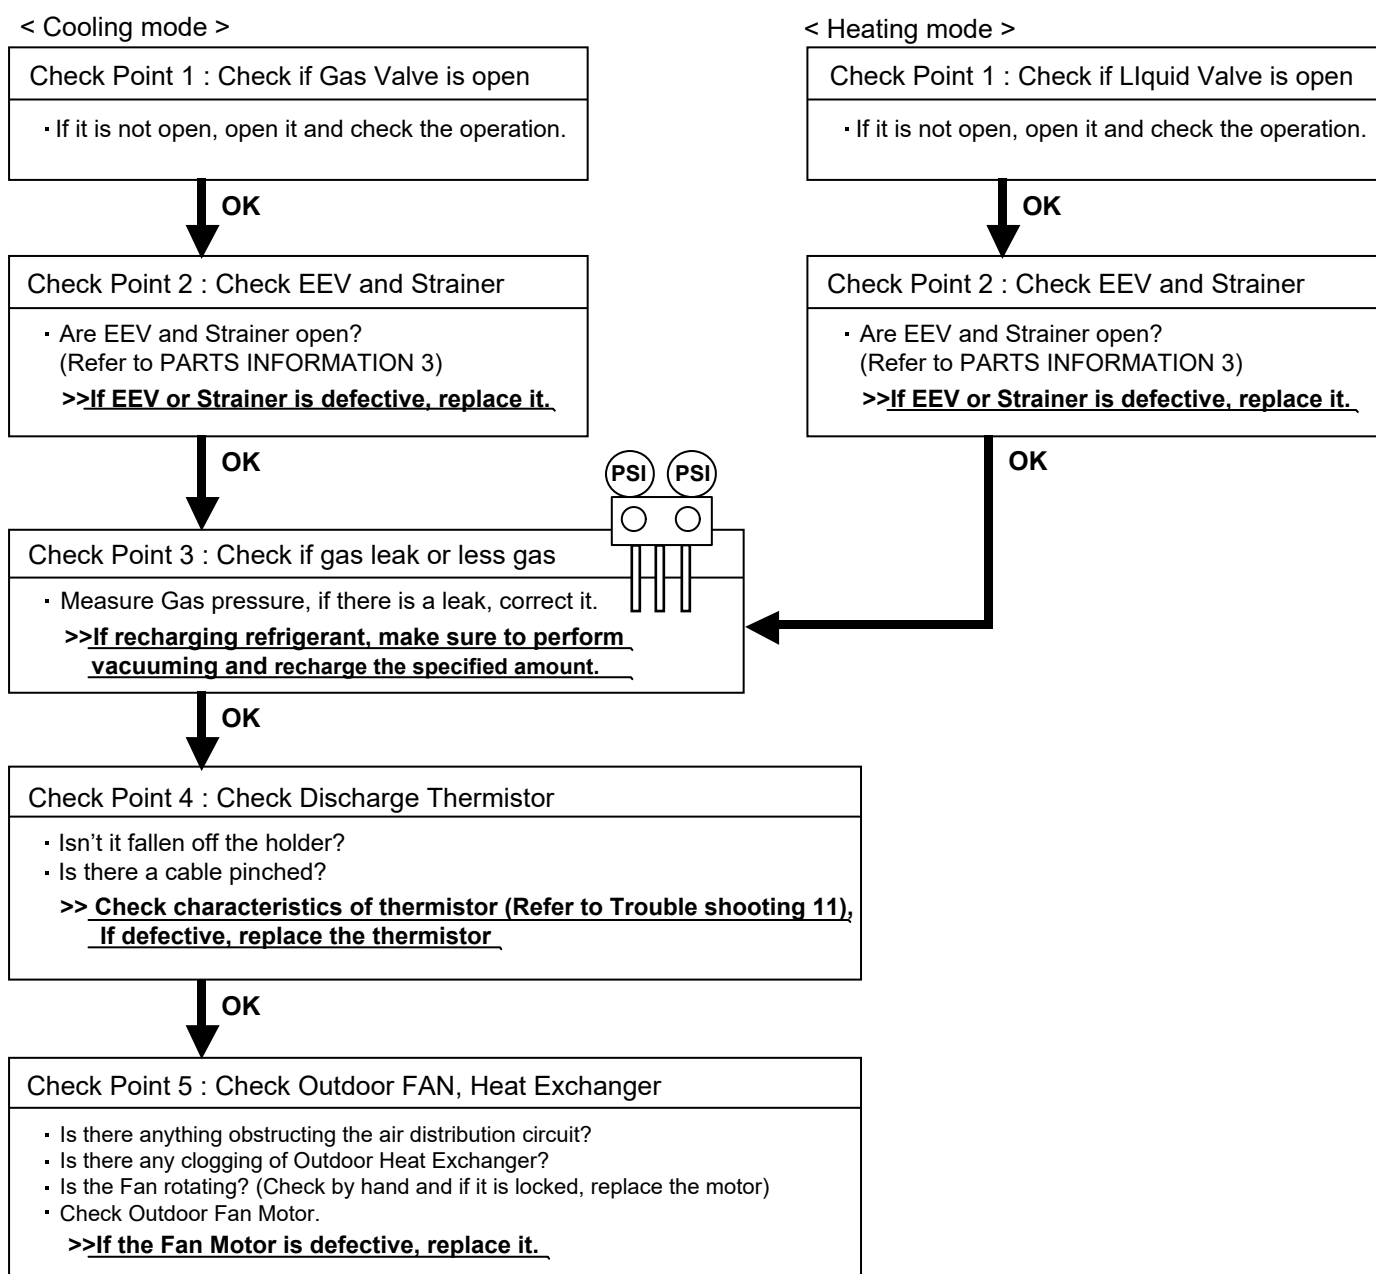 < Cooling mode >
Check Point 1 : Check if Gas Valve is open
· If it is not open, open it and check the operation.
OK
Check Point 2 : Check EEV and Strainer
· Are EEV and Strainer open?
(Refer to PARTS INFORMATION 3)
>>If EEV or Strainer is defective, replace it.
OK
< Heating mode >
Check Point 1 : Check if LIquid Valve is open
· If it is not open, open it and check the operation.
OK
Check Point 2 : Check EEV and Strainer
· Are EEV and Strainer open?
(Refer to PARTS INFORMATION 3)
>>If EEV or Strainer is defective, replace it.
OK
PSI PSI
Check Point 3 : Check if gas leak or less gas
· Measure Gas pressure, if there is a leak, correct it.
>>If recharging refrigerant, make sure to perform
vacuuming and recharge the specified amount.
OK
Check Point 4 : Check Discharge Thermistor
· Isn’t it fallen off the holder?
· Is there a cable pinched?
>> Check characteristics of thermistor (Refer to Trouble shooting 11),
If defective, replace the thermistor
OK
Check Point 5 : Check Outdoor FAN, Heat Exchanger
· Is there anything obstructing the air distribution circuit?
· Is there any clogging of Outdoor Heat Exchanger?
· Is the Fan rotating? (Check by hand and if it is locked, replace the motor)
· Check Outdoor Fan Motor.
>>If the Fan Motor is defective, replace it.